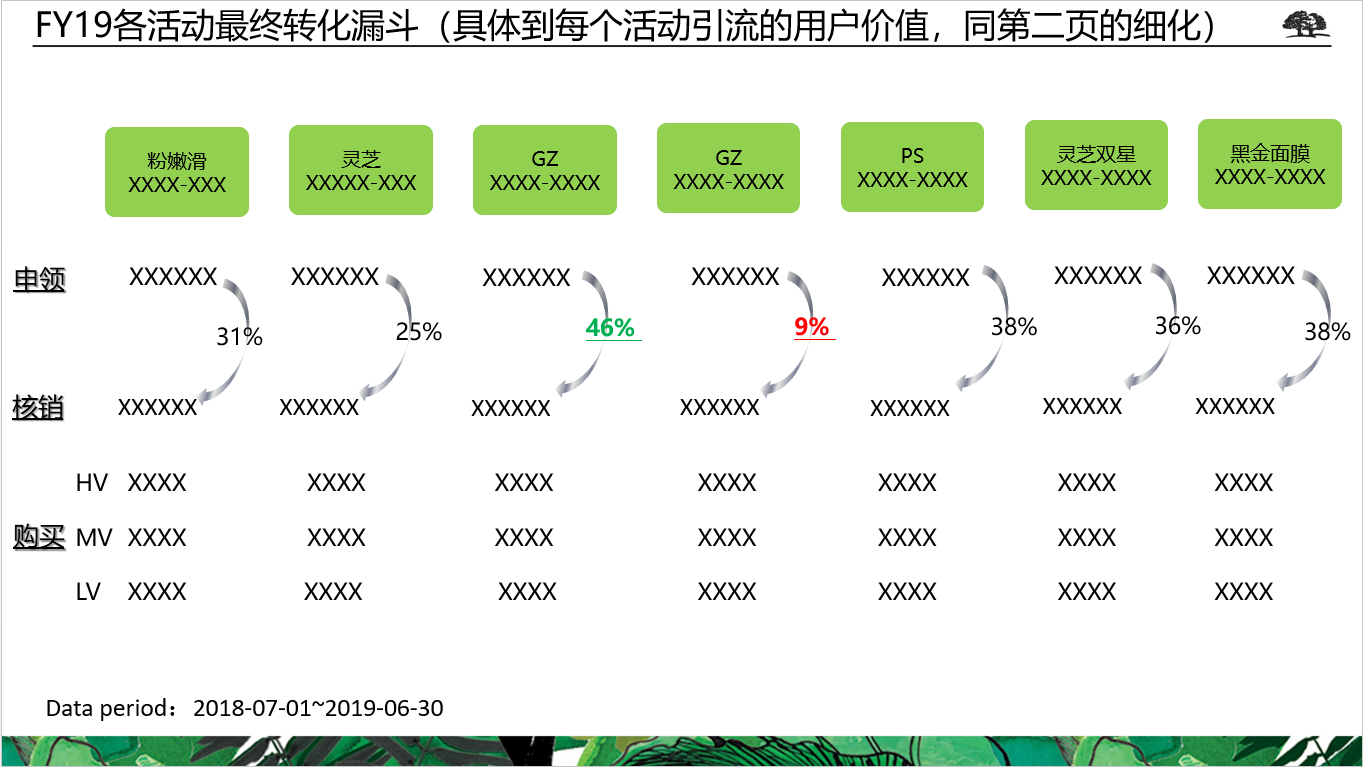 FY19各活动最终转化漏斗（具体到每个活动引流的用户价值，同第二页的细化）
粉嫩滑
XXXX-XXX
灵芝
XXXXX-XXX
GZ
XXXX-XXXX
GZ
XXXX-XXXX
PS
XXXX-XXXX
灵芝双星
XXXX-XXXX
黑金面膜
XXXX-XXXX
申领 XXXXXX XXXXXX XXXXXX XXXXXX XXXXXX XXXXXX XXXXXX
31% 25% 46% 9% 38% 36% 38%
核销 XXXXXX XXXXXX XXXXXX XXXXXX XXXXXX XXXXXX XXXXXX
HV XXXX XXXX XXXX XXXX XXXX XXXX XXXX
购买 MV XXXX XXXX XXXX XXXX XXXX XXXX XXXX
LV XXXX XXXX XXXX XXXX XXXX XXXX XXXX
Data period：2018-07-01~2019-06-30